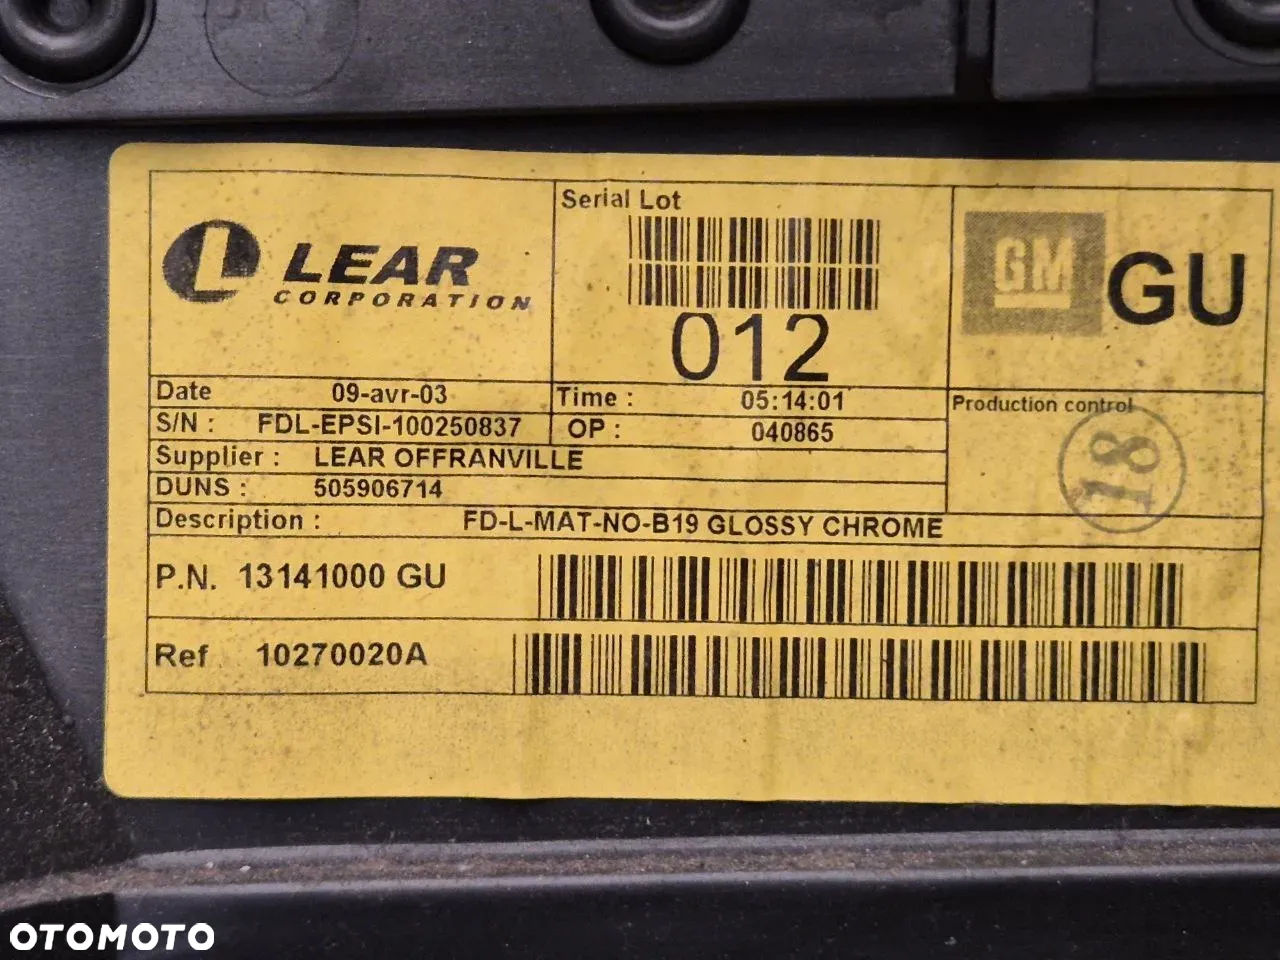 LEAR
CORPORATION
Serial Lot
012
GM
GU
Date 09-avr-03
Time : 05:14:01
Production control
S/N : FDL-EPSI-100250837
OP : 040865
18
Supplier : LEAR OFFRANVILLE
DUNS : 505906714
Description : FD-L-MAT-NO-B19 GLOSSY CHROME
P.N. 13141000 GU
Ref 10270020A
OTOMOTO